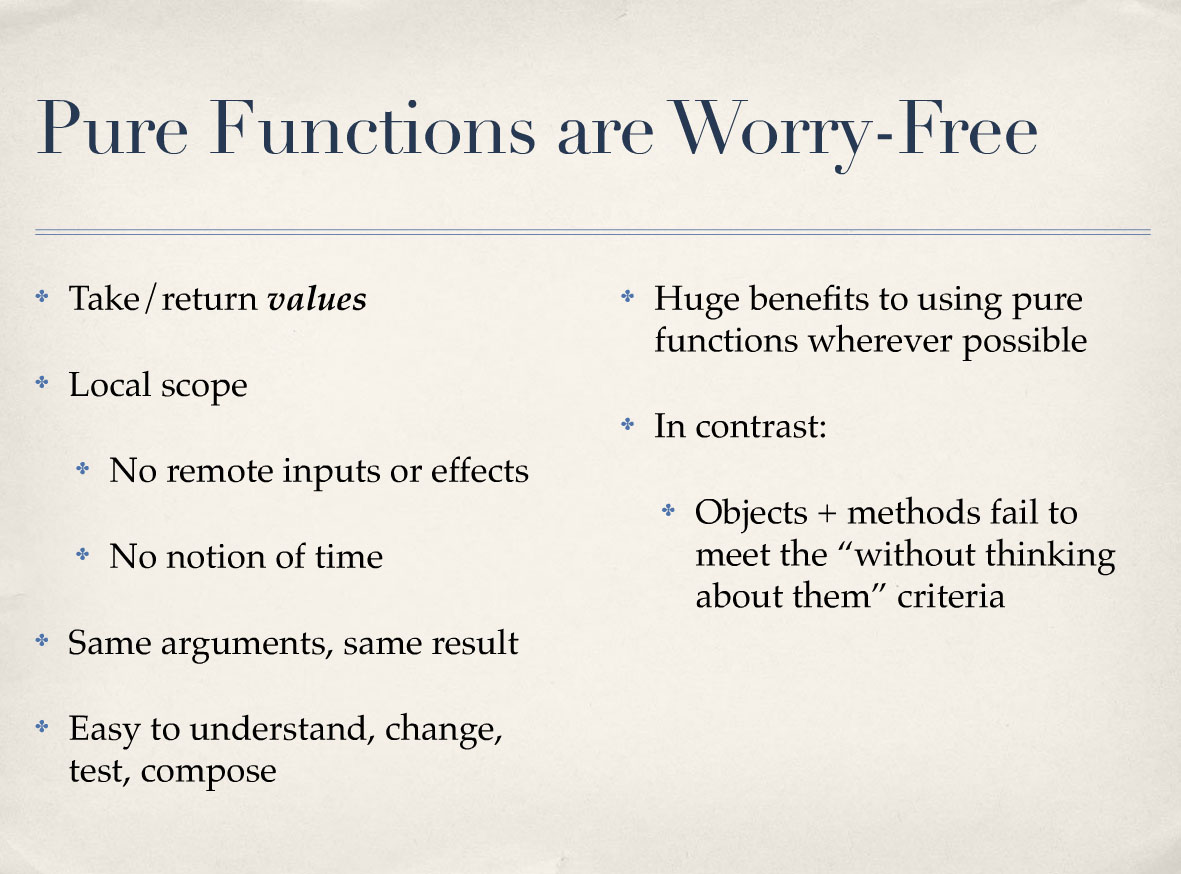 Pure Functions are Worry-Free
Take/return values
Local scope
No remote inputs or effects
No notion of time
Same arguments, same result
Easy to understand, change,
test, compose
Huge benefits to using pure
functions wherever possible
In contrast:
Objects + methods fail to
meet the “without thinking
about them” criteria